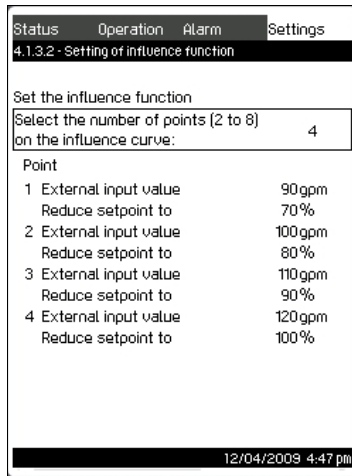 Status Operation Alarm Settings
4.1.3.2 - Setting of influence function
Set the influence function
Select the number of points (2 to 8) 4
on the influence curve:
Point
1 External input value 90gpm
Reduce setpoint to 70%
2 External input value 100gpm
Reduce setpoint to 80%
3 External input value 110gpm
Reduce setpoint to 90%
4 External input value 120gpm
Reduce setpoint to 100%
12/04/2009 4:47 pm